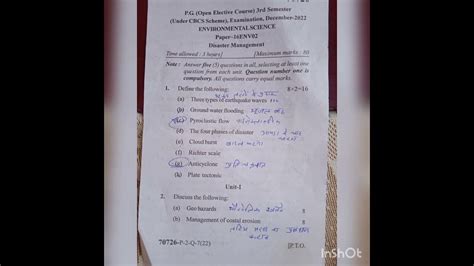 P.G. (Open Elective Course) 3rd Semester
(Under CBCS Scheme), Examination, December-2022
ENVIRONMENTAL SCIENCE
Paper-16ENV02
Disaster Management
Time allowed : 3 hours] [Maximum marks : 80
Note : Answer five (5) questions in all, selecting at least one
question from each unit. Question number one is
compulsory. All questions carry equal marks.
1. Define the following: 8×2=16
(a) Three types of earthquake waves
(b) Ground water flooding
(c) Pyroclastic flow
(d) The four phases of disaster
(e) Cloud burst
(f) Richter scale
(g) Anticyclone
(h) Plate tectonic
Unit-I
2. Discuss the following:
(a) Geo hazards 8
(b) Management of coastal erosion 8
70726-P-2-Q-7(22) [P.T.O.
InShOt